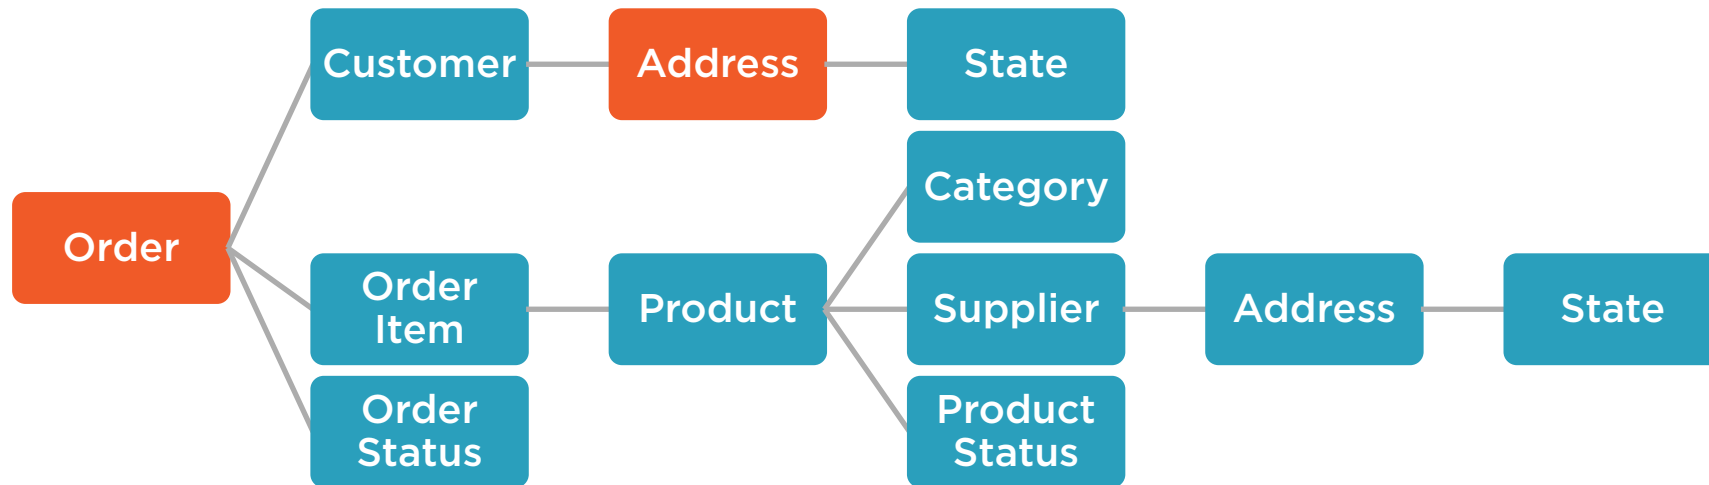 Customer
Address
State
Category
Order
Order
Item
Product
Supplier
Address
State
Order
Status
Product
Status